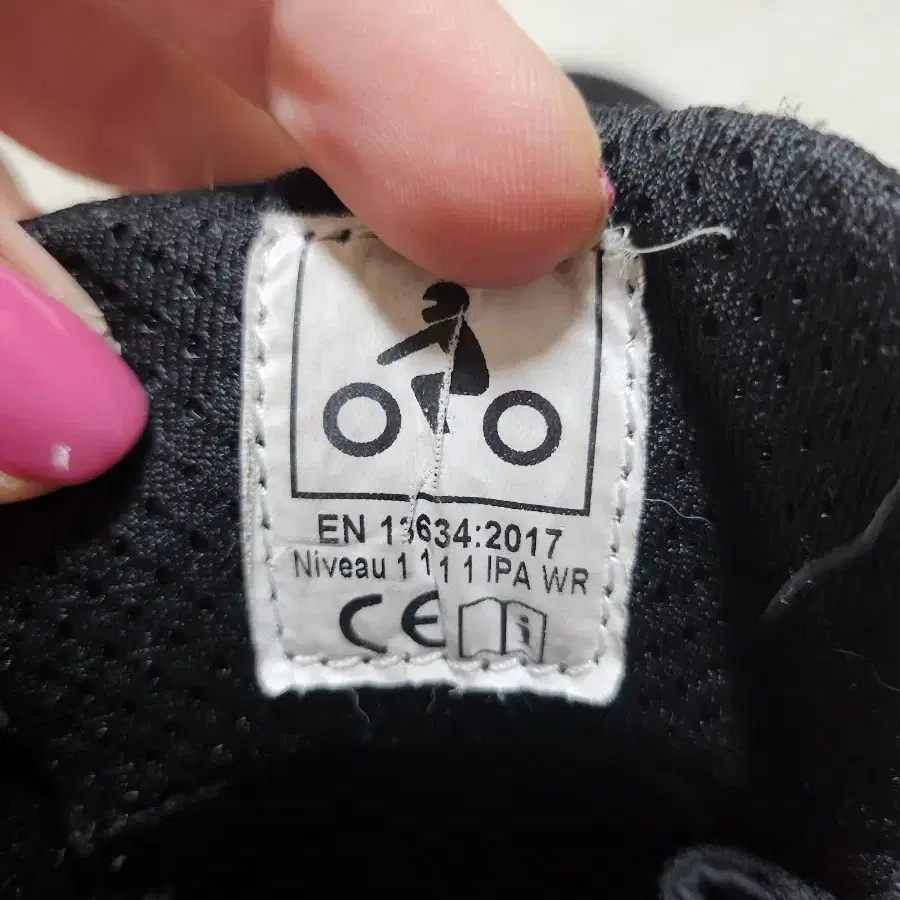 EN 13634:2017
Niveau 1 1 1 1 IPA WR
CE
i